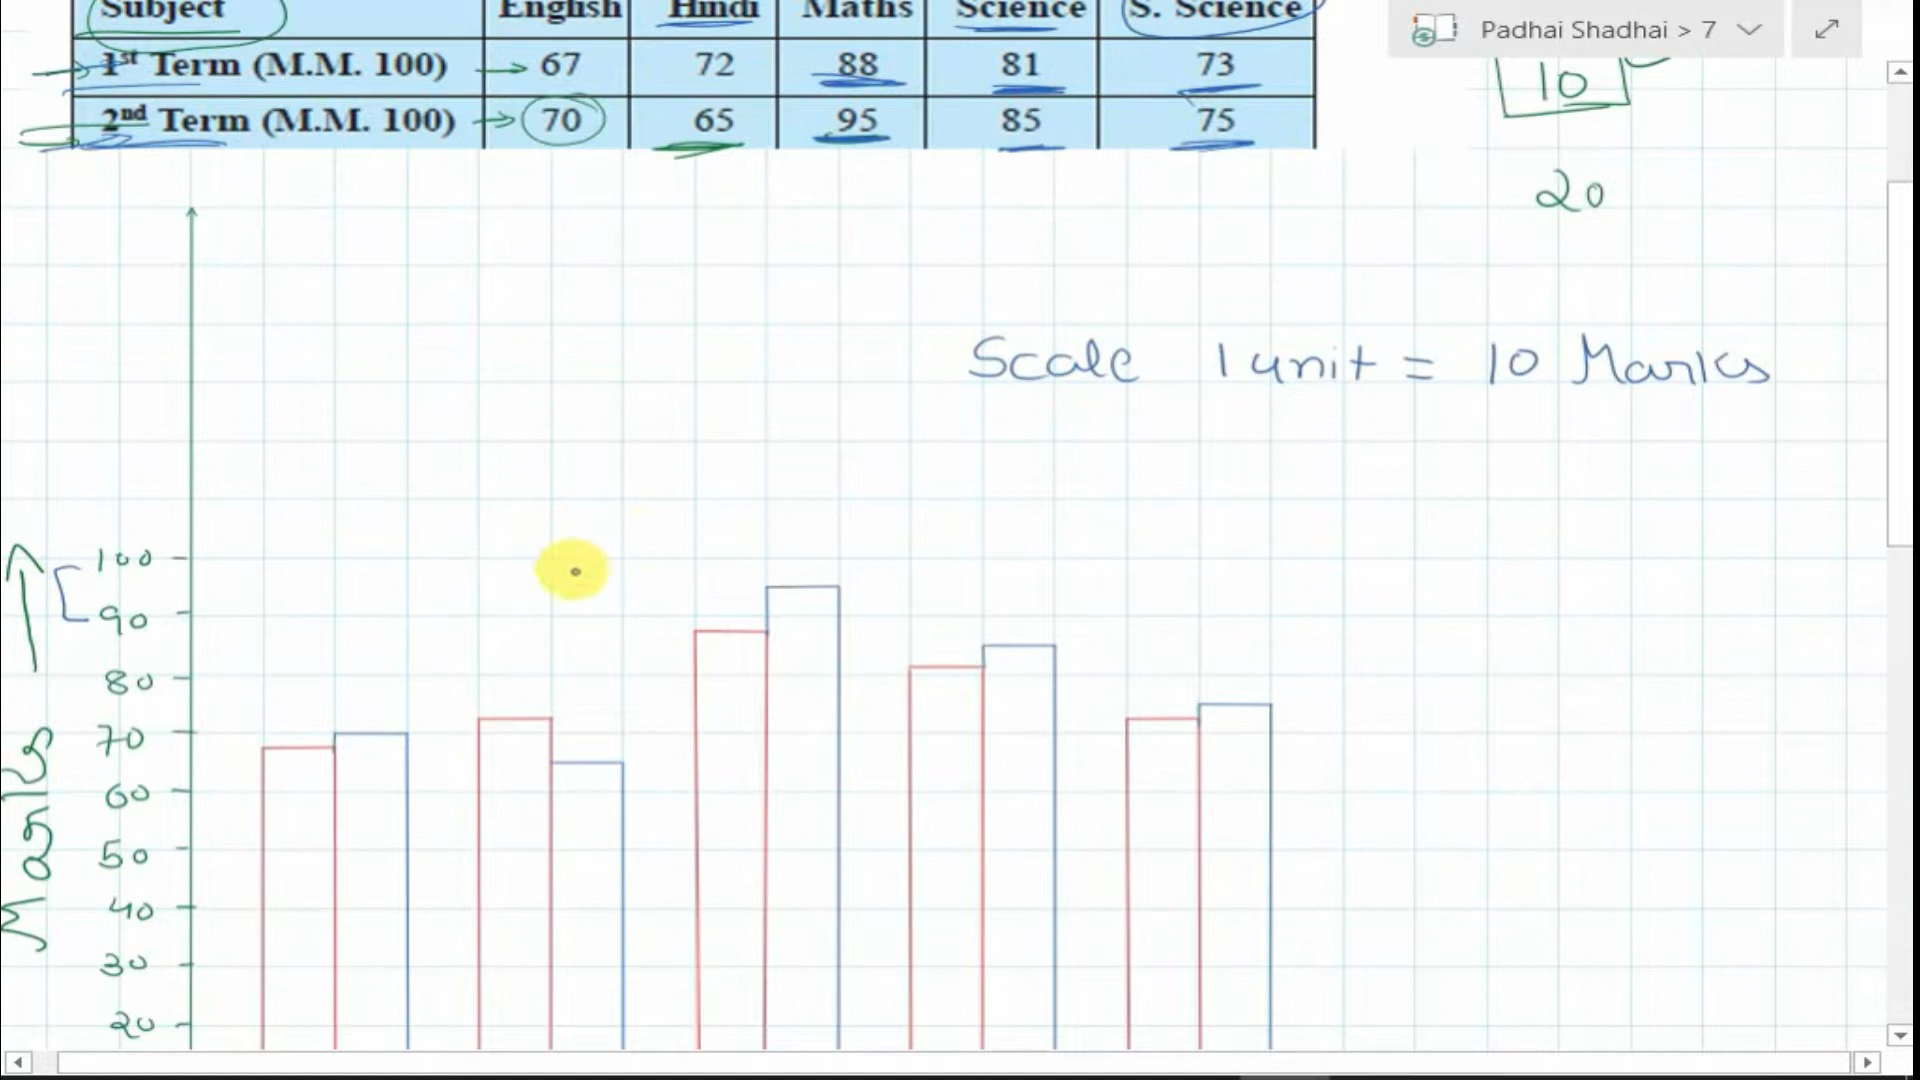 Subject English Hindi Maths Science S. Science
1st Term (M.M. 100) 67 72 88 81 73
2nd Term (M.M. 100) 70 65 95 85 75
Padhai Shadhai > 7
10
20
Scale 1 unit = 10 Marks
100
90
80
70
60
50
40
30
20
Marks